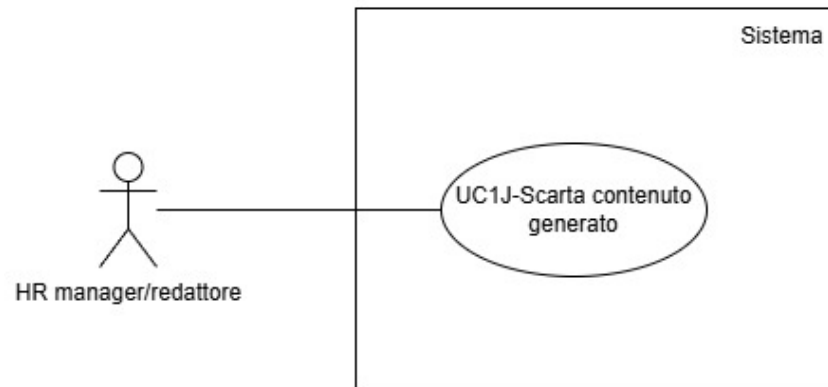 Sistema
UC1J-Scarta contenuto
generato
HR manager/redattore